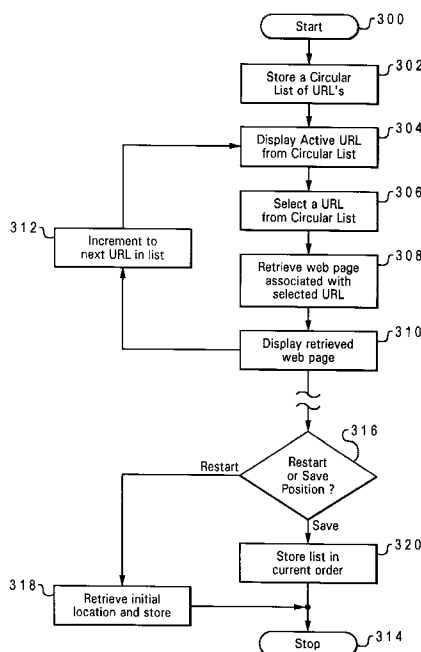 Start
300
Store a Circular
List of URL's
302
Display Active URL
from Circular List
304
Select a URL
from Circular List
306
312
Increment to
next URL in list
Retrieve web page
associated with
selected URL
308
Display retrieved
web page
310
316
Restart
Restart
or Save
Position ?
Save
Store list in
current order
320
318
Retrieve initial
location and store
Stop
314